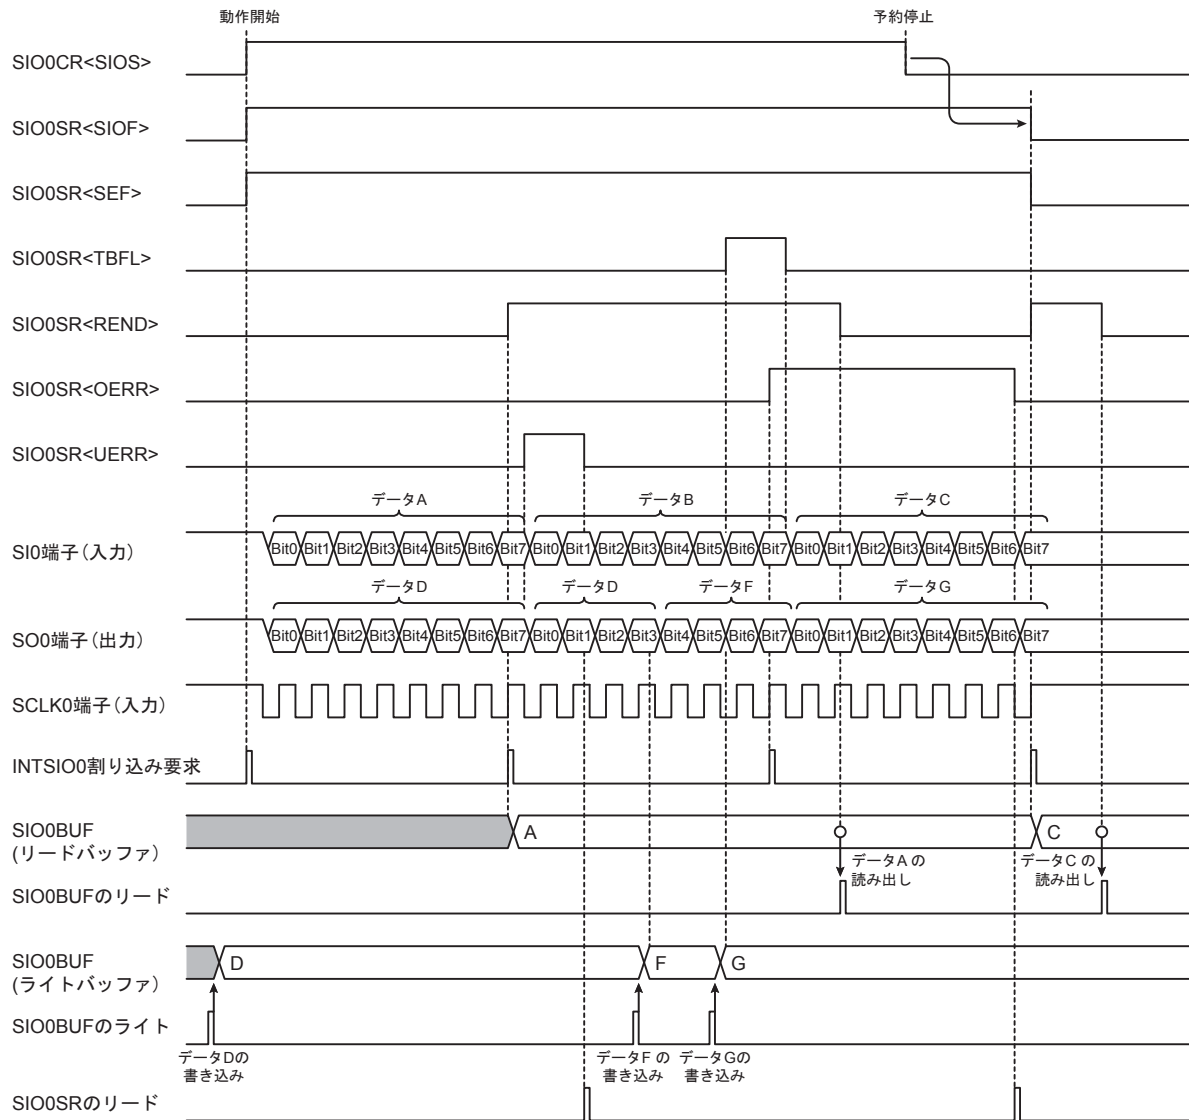 動作開始
予約停止
SIO0CR<SIOS>
SIO0SR<SIOF>
SIO0SR<SEF>
SIO0SR<TBFL>
SIO0SR<REND>
SIO0SR<OERR>
SIO0SR<UERR>
データA
データB
データC
SI0端子(入力)
Bit0 Bit1 Bit2 Bit3 Bit4 Bit5 Bit6 Bit7 Bit0 Bit1 Bit2 Bit3 Bit4 Bit5 Bit6 Bit7 Bit0 Bit1 Bit2 Bit3 Bit4 Bit5 Bit6 Bit7
データD
データD
データF
データG
SO0端子(出力)
Bit0 Bit1 Bit2 Bit3 Bit4 Bit5 Bit6 Bit7 Bit0 Bit1 Bit2 Bit3 Bit4 Bit5 Bit6 Bit7 Bit0 Bit1 Bit2 Bit3 Bit4 Bit5 Bit6 Bit7
SCLK0端子(入力)
INTSIO0割り込み要求
SIO0BUF
(リードバッファ)
A
C
データA の
読み出し
データC の
読み出し
SIO0BUFのリード
SIO0BUF
(ライトバッファ)
D
F
G
SIO0BUFのライト
データDの
書き込み
データF の
書き込み
データGの
書き込み
SIO0SRのリード